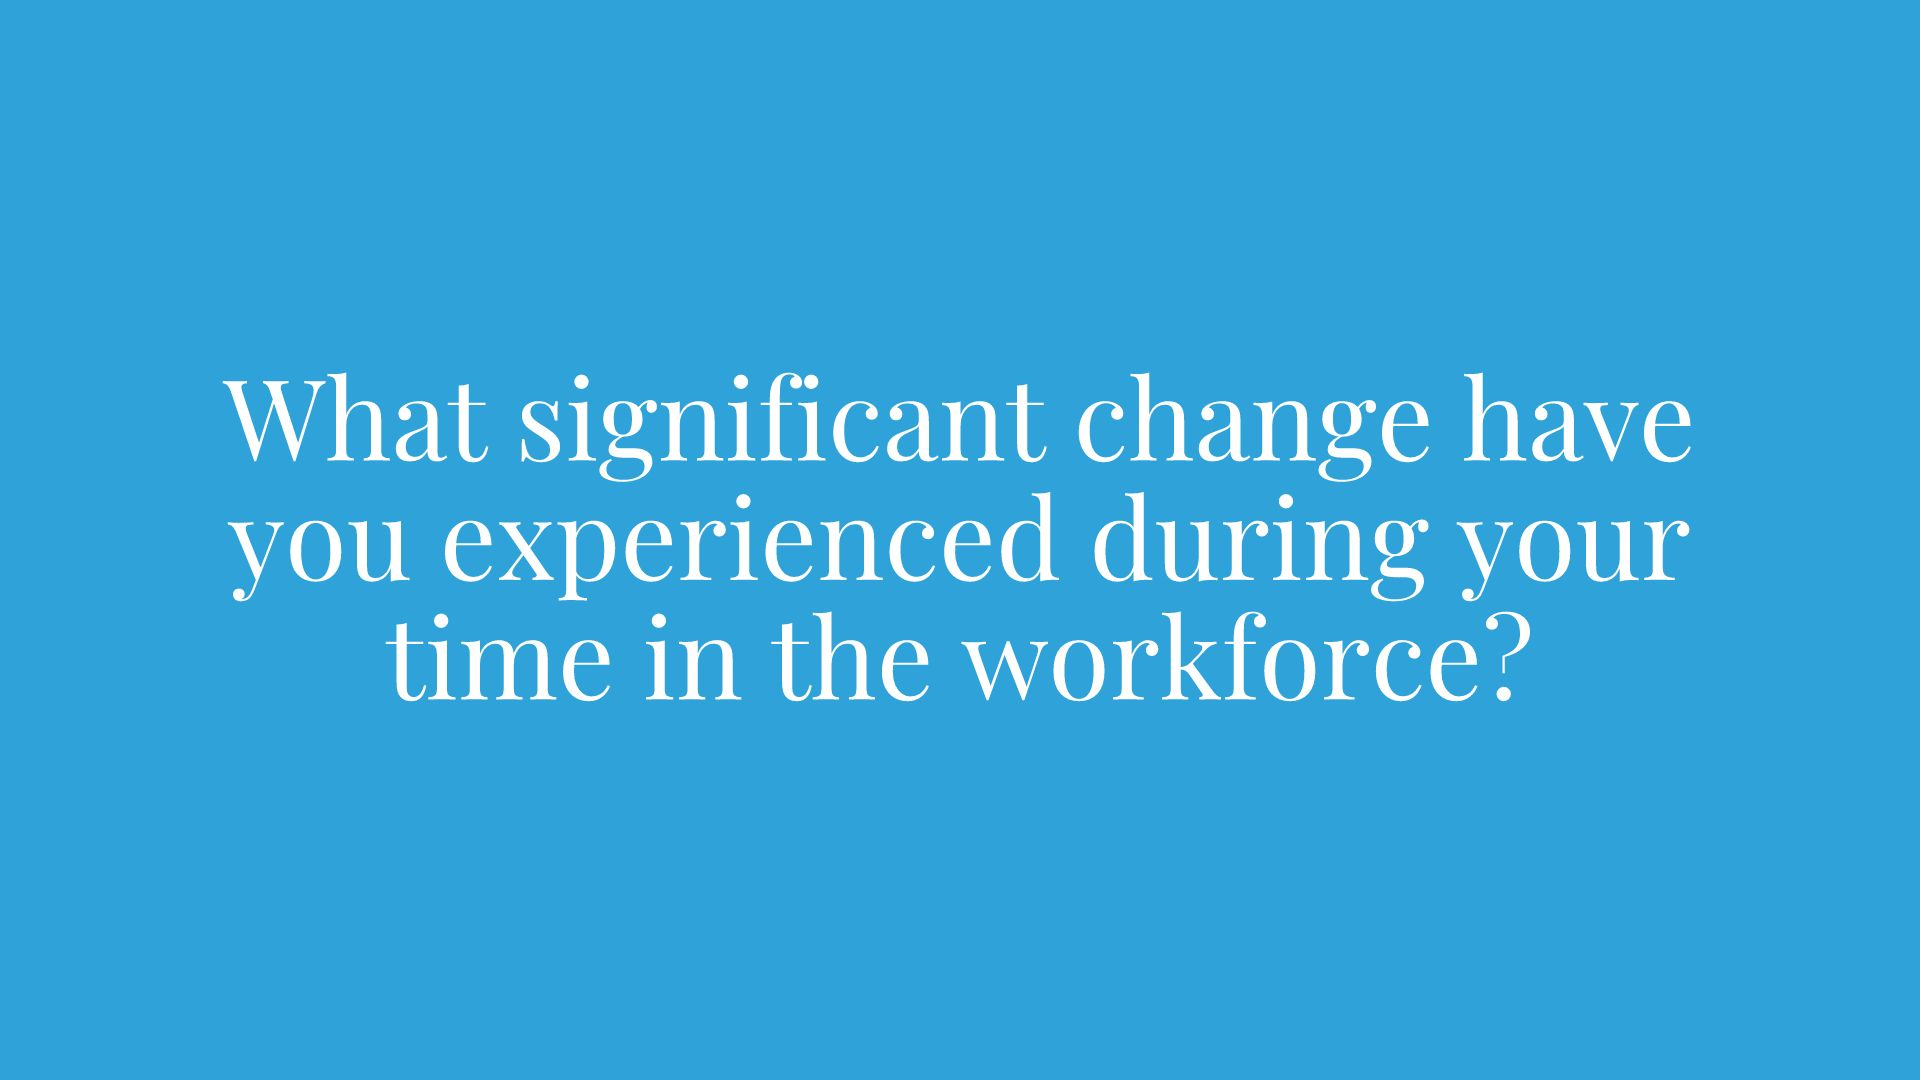 What significant change have
you experienced during your
time in the workforce?